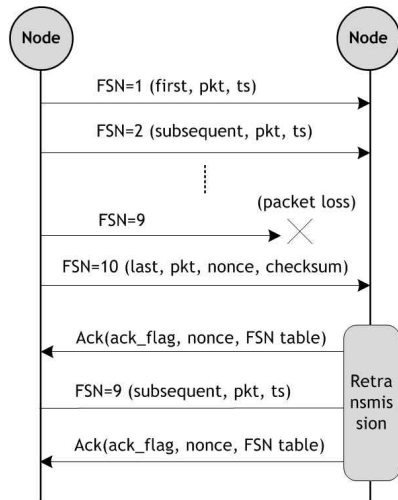 Node
Node
FSN=1 (first, pkt, ts)
FSN=2 (subsequent, pkt, ts)
(packet loss)
FSN=9
FSN=10 (last, pkt, nonce, checksum)
Ack(ack_flag, nonce, FSN table)
FSN=9 (subsequent, pkt, ts)
Ack(ack_flag, nonce, FSN table)
Retra
nsmis
sion